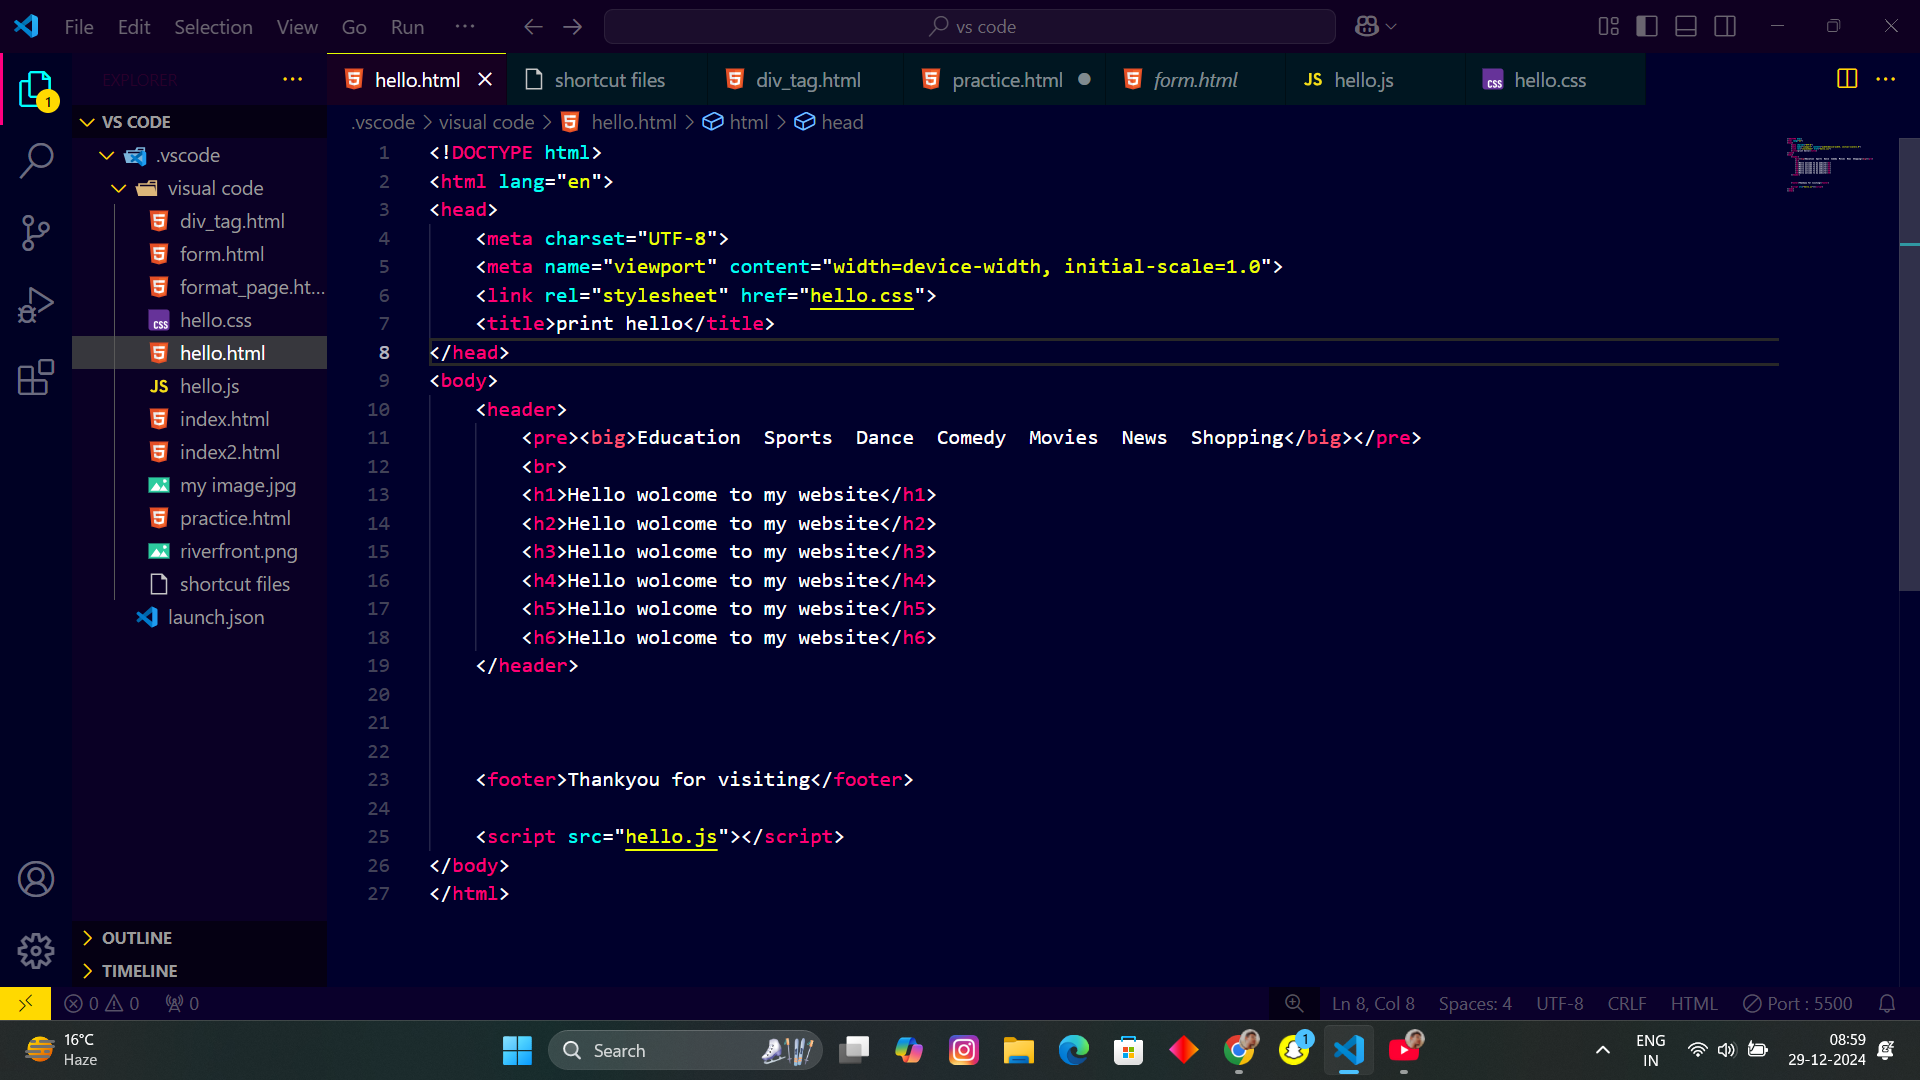 File Edit Selection View Go Run ··· vs code
EXPLORER ···
hello.html shortcut files div_tag.html practice.html form.html JS hello.js css hello.css
1
VS CODE
.vscode
visual code
div_tag.html
form.html
format_page.ht...
css hello.css
hello.html
JS hello.js
index.html
index2.html
my image.jpg
practice.html
riverfront.png
shortcut files
launch.json
OUTLINE
TIMELINE
.vscode > visual code > hello.html > html > head
1 <!DOCTYPE html>
2 <html lang="en">
3 <head>
4     <meta charset="UTF-8">
5     <meta name="viewport" content="width=device-width, initial-scale=1.0">
6     <link rel="stylesheet" href="hello.css">
7     <title>print hello</title>
8 </head>
9 <body>
10     <header>
11         <pre><big>Education  Sports  Dance  Comedy  Movies  News  Shopping</big></pre>
12         <br>
13         <h1>Hello wolcome to my website</h1>
14         <h2>Hello wolcome to my website</h2>
15         <h3>Hello wolcome to my website</h3>
16         <h4>Hello wolcome to my website</h4>
17         <h5>Hello wolcome to my website</h5>
18         <h6>Hello wolcome to my website</h6>
19     </header>
20
21
22
23     <footer>Thankyou for visiting</footer>
24
25     <script src="hello.js"></script>
26 </body>
27 </html>
0 0 0 Ln 8, Col 8 Spaces: 4 UTF-8 CRLF HTML Port : 5500
16°C
Haze
Search
1
ENG
IN
08:59
29-12-2024